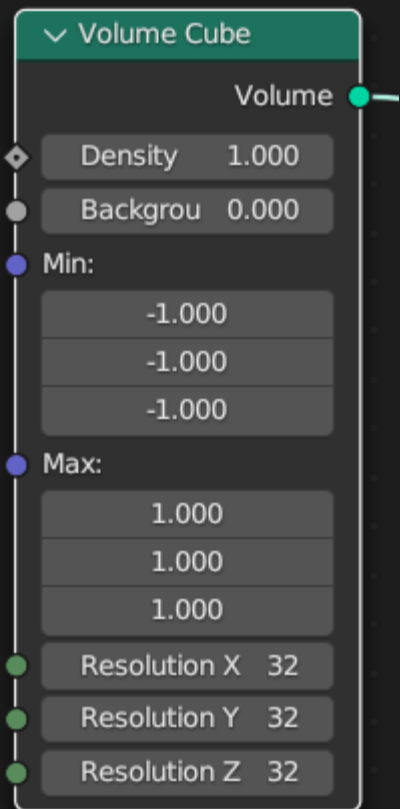 Volume Cube
Volume
Density 1.000
Backgrou 0.000
Min:
-1.000
-1.000
-1.000
Max:
1.000
1.000
1.000
Resolution X 32
Resolution Y 32
Resolution Z 32